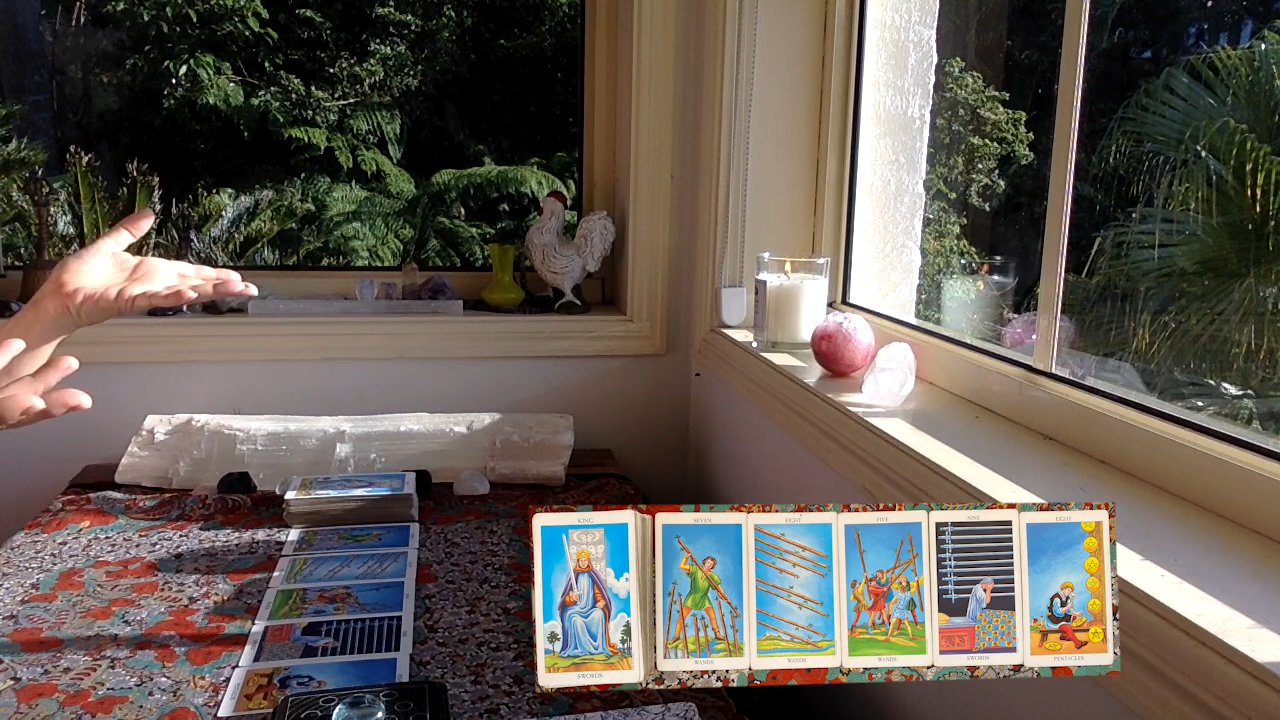 KING
SWORDS
SEVEN
WANDS
EIGHT
WANDS
FIVE
WANDS
NINE
SWORDS
EIGHT
PENTACLES